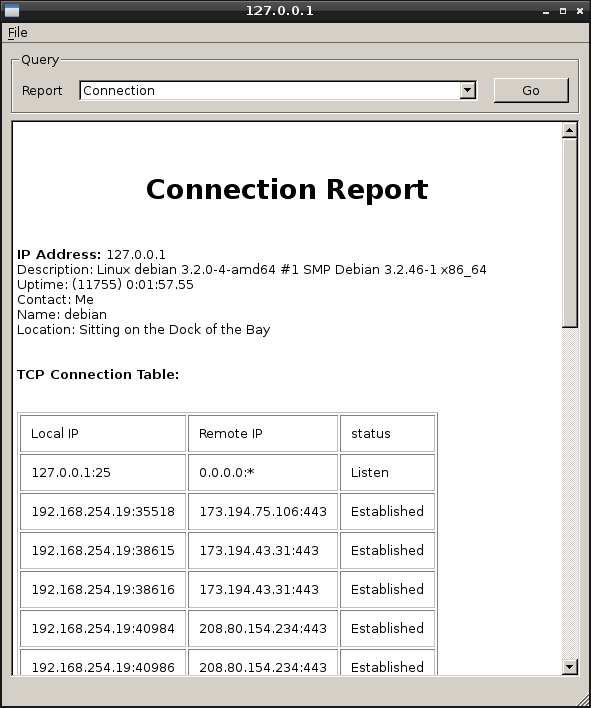 127.0.0.1
File
Query
Report Connection Go
Connection Report
IP Address: 127.0.0.1
Description: Linux debian 3.2.0-4-amd64 #1 SMP Debian 3.2.46-1 x86_64
Uptime: (11755) 0:01:57.55
Contact: Me
Name: debian
Location: Sitting on the Dock of the Bay
TCP Connection Table:
Local IP Remote IP status
127.0.0.1:25 0.0.0.0:* Listen
192.168.254.19:35518 173.194.75.106:443 Established
192.168.254.19:38615 173.194.43.31:443 Established
192.168.254.19:38616 173.194.43.31:443 Established
192.168.254.19:40984 208.80.154.234:443 Established
192.168.254.19:40986 208.80.154.234:443 Established